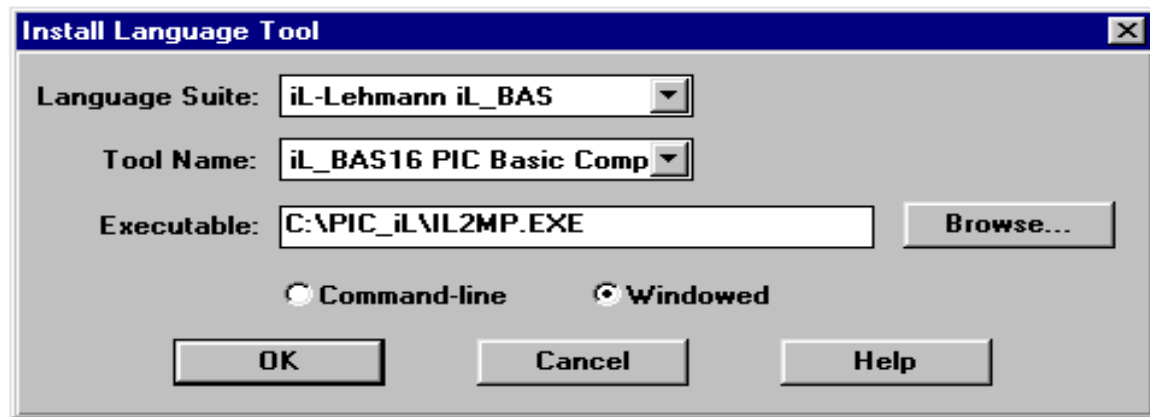 Install Language Tool
Language Suite: iL-Lehmann iL_BAS
Tool Name: iL_BAS16 PIC Basic Comp
Executable: C:\PIC_iL\IL2MP.EXE Browse...
Command-line Windowed
OK Cancel Help